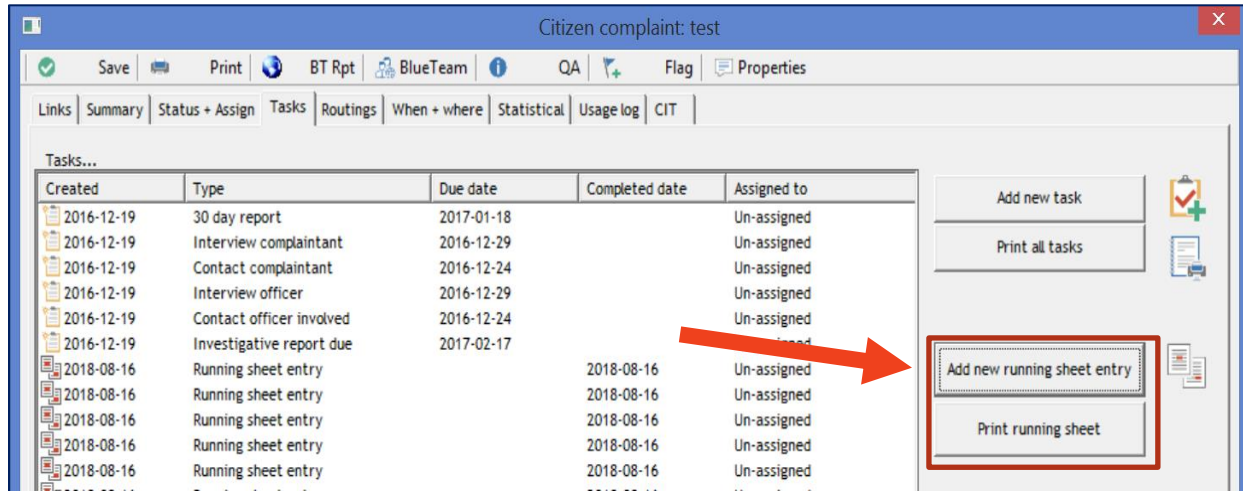 Citizen complaint: test
X
Save Print BT Rpt BlueTeam QA Flag Properties
Links Summary Status + Assign Tasks Routings When + where Statistical Usage log CIT
Tasks...
Created Type Due date Completed date Assigned to
2016-12-19 30 day report 2017-01-18 Un-assigned
2016-12-19 Interview complaintant 2016-12-29 Un-assigned
2016-12-19 Contact complaintant 2016-12-24 Un-assigned
2016-12-19 Interview officer 2016-12-29 Un-assigned
2016-12-19 Contact officer involved 2016-12-24 Un-assigned
2016-12-19 Investigative report due 2017-02-17
2018-08-16 Running sheet entry 2018-08-16 Un-assigned
2018-08-16 Running sheet entry 2018-08-16 Un-assigned
2018-08-16 Running sheet entry 2018-08-16 Un-assigned
2018-08-16 Running sheet entry 2018-08-16 Un-assigned
2018-08-16 Running sheet entry 2018-08-16 Un-assigned
Add new task
Print all tasks
Add new running sheet entry
Print running sheet